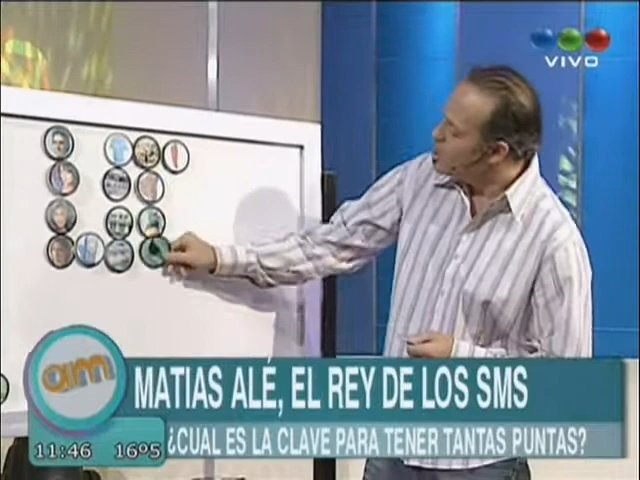 VIVO
am
MATIAS ALÉ, EL REY DE LOS SMS
¿CUAL ES LA CLAVE PARA TENER TANTAS PUNTAS?
11:46 16º5